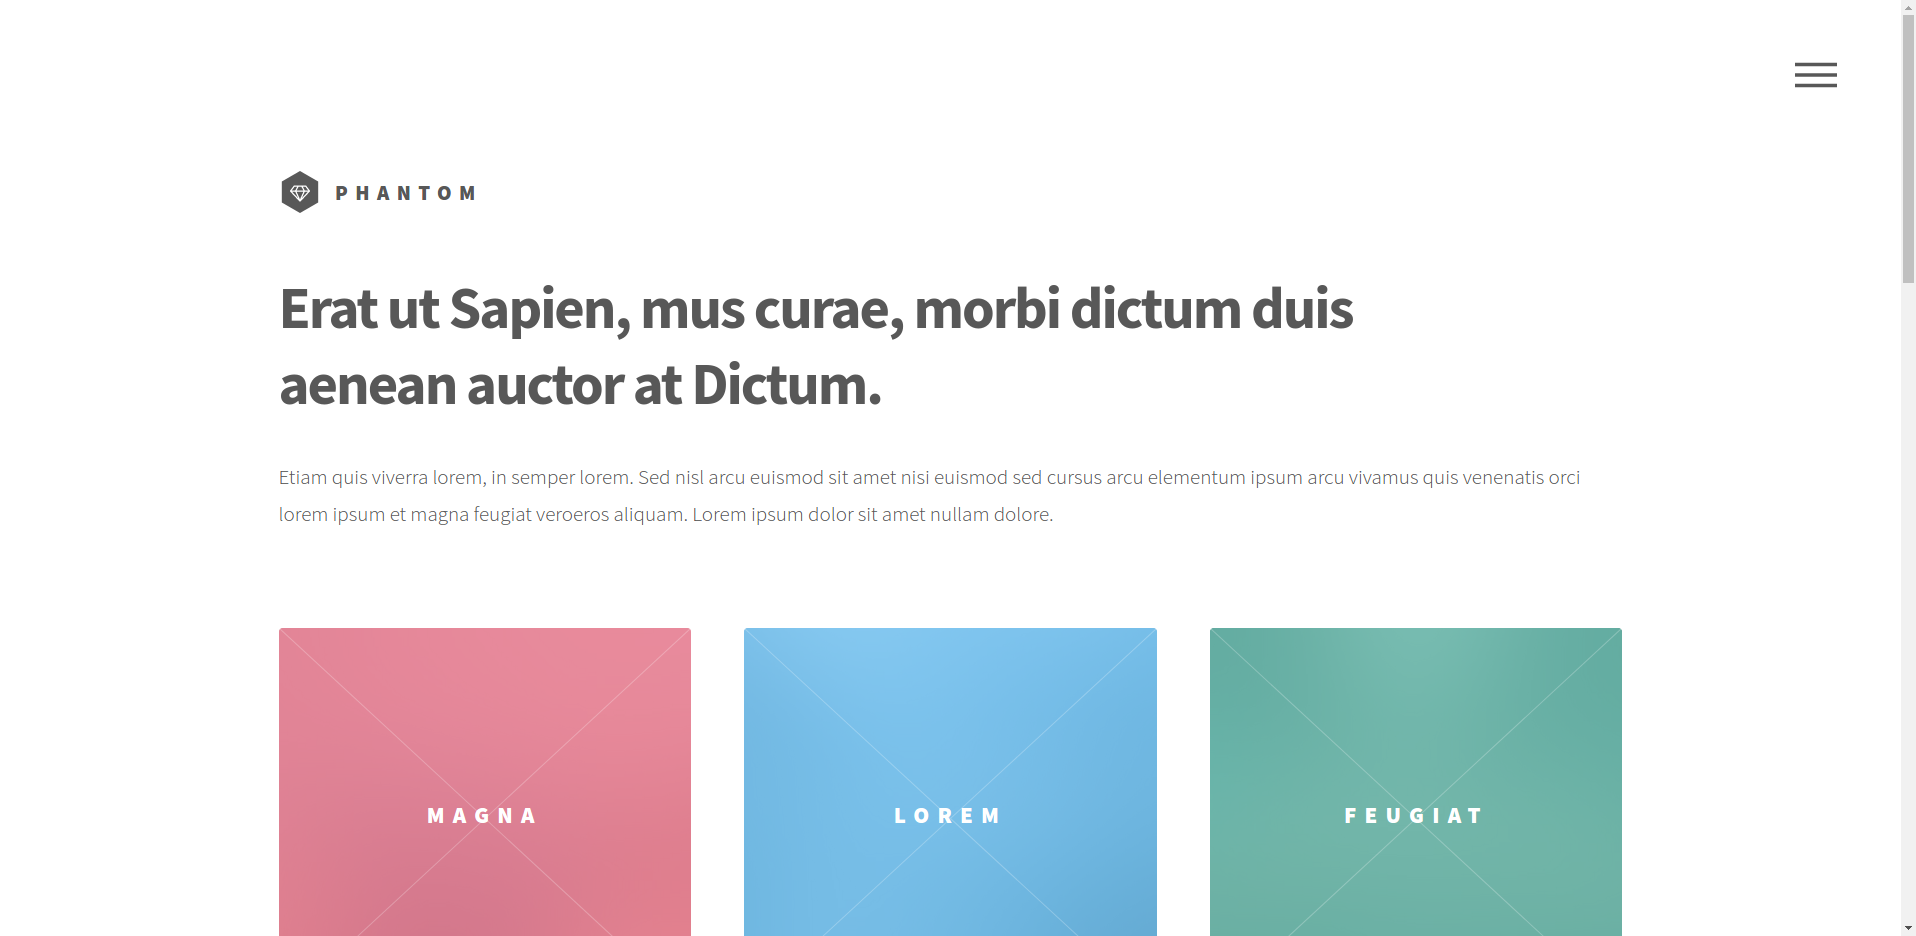 PHANTOM
Erat ut Sapien, mus curae, morbi dictum duis
aenean auctor at Dictum.
Etiam quis viverra lorem, in semper lorem. Sed nisl arcu euismod sit amet nisi euismod sed cursus arcu elementum ipsum arcu vivamus quis venenatis orci
lorem ipsum et magna feugiat veroeros aliquam. Lorem ipsum dolor sit amet nullam dolore.
MAGNA
LOREM
FEUGIAT